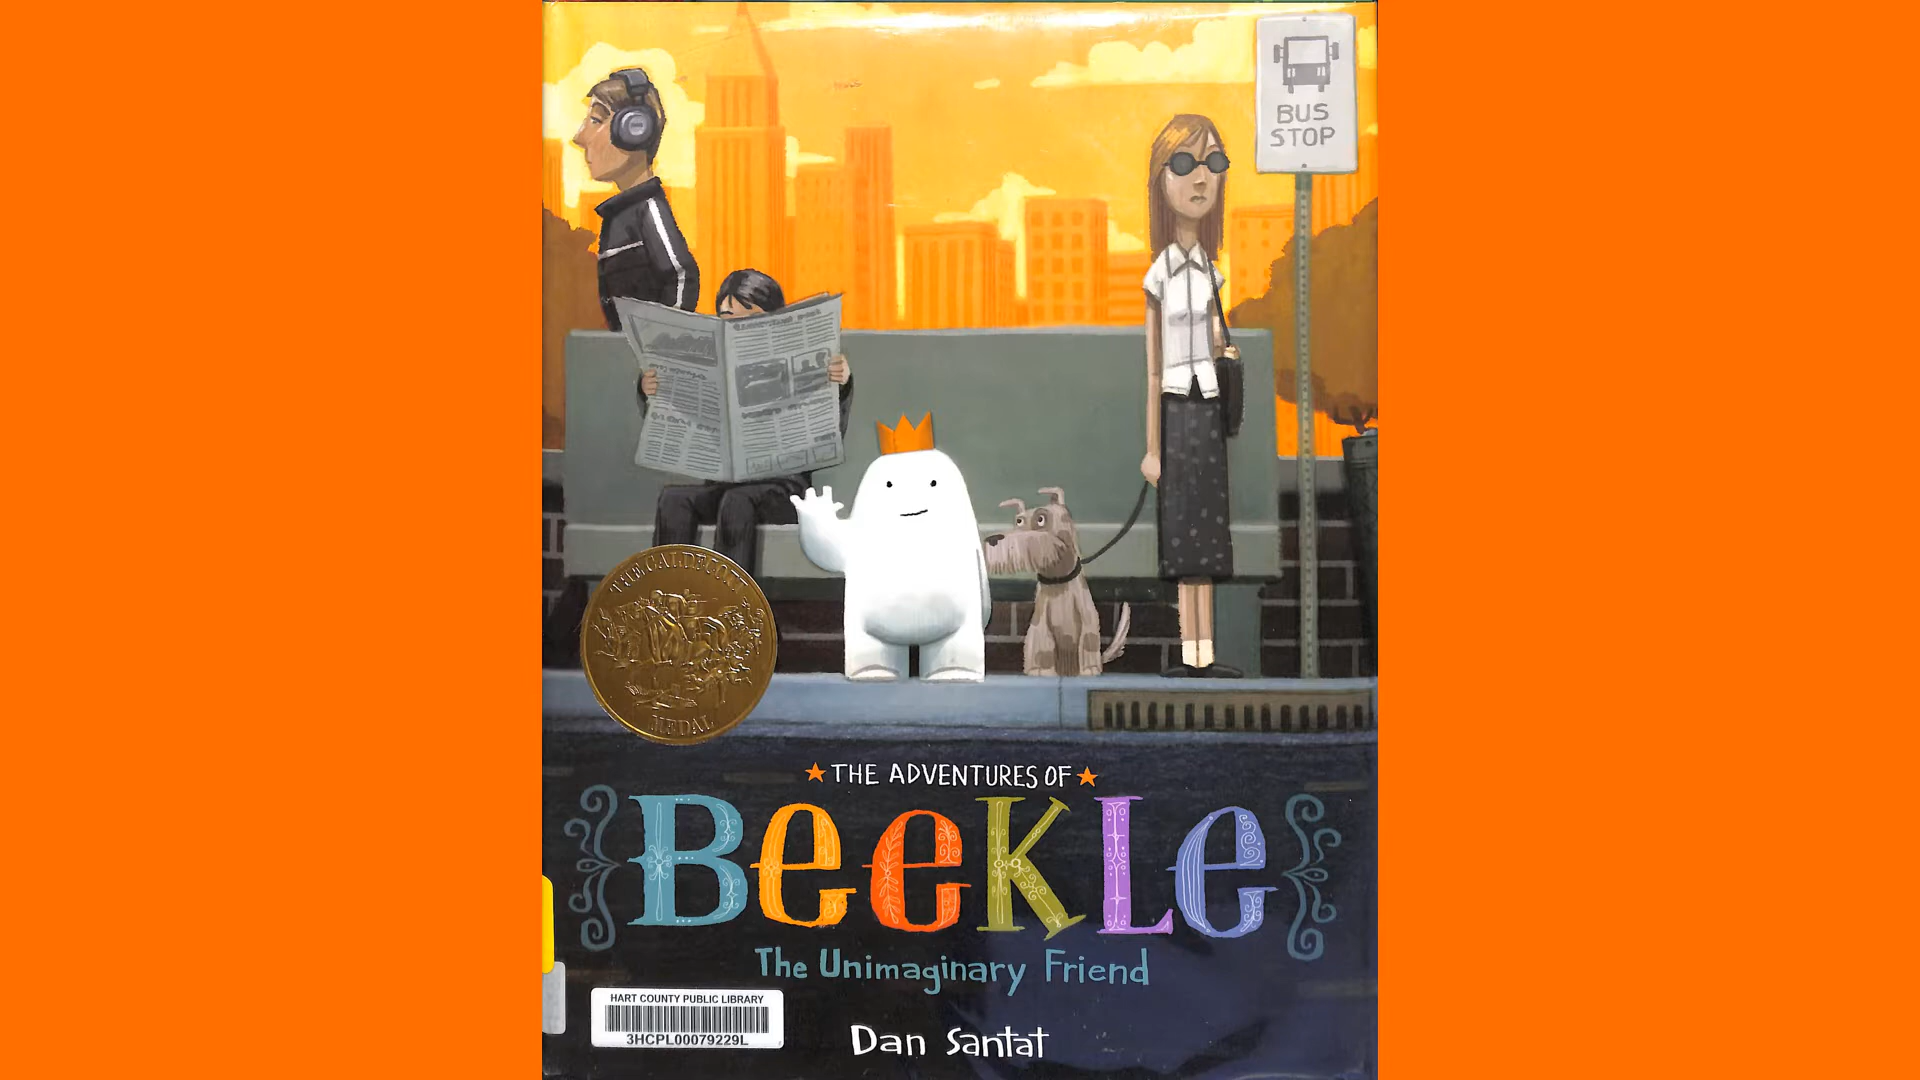 BUS
STOP
THE CALDECOTT
MEDAL
★THE ADVENTURES OF★
BeeKLe
The Unimaginary Friend
HART COUNTY PUBLIC LIBRARY
3HCPL00079229L
Dan Santat